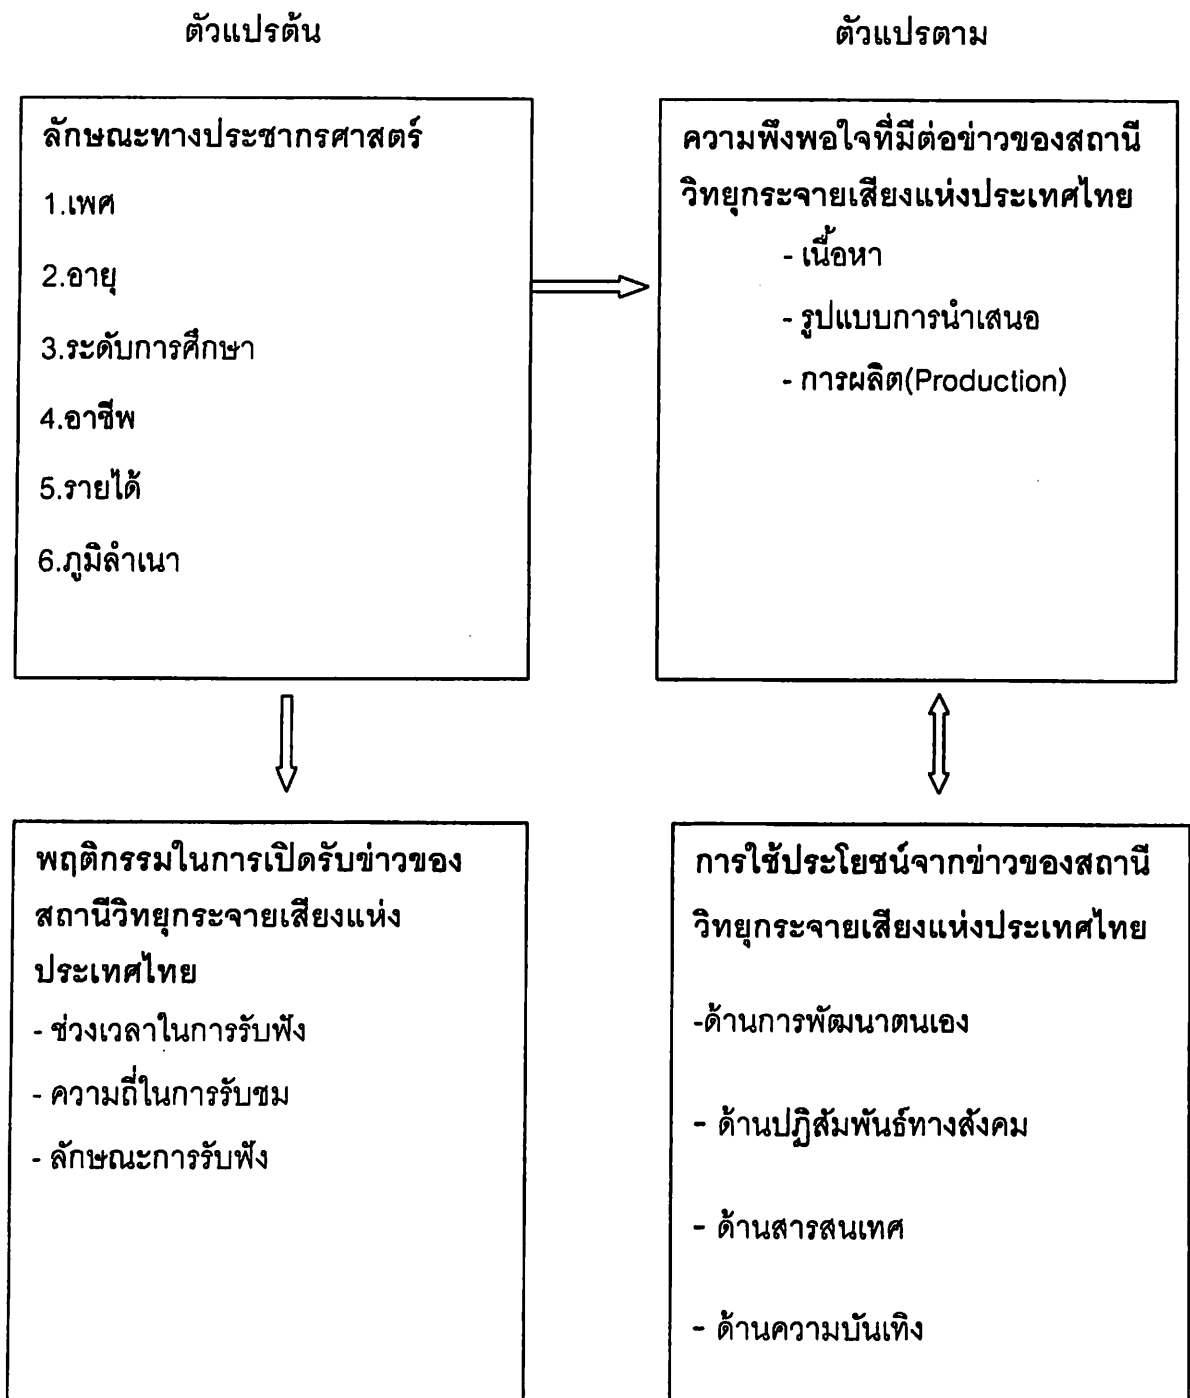 ตัวแปรต้น
ตัวแปรตาม
ลักษณะทางประชากรศาสตร์
1.เพศ
2.อายุ
3.ระดับการศึกษา
4.อาชีพ
5.รายได้
6.ภูมิลำเนา
ความพึงพอใจที่มีต่อข่าวของสถานี
วิทยุกระจายเสียงแห่งประเทศไทย
- เนื้อหา
- รูปแบบการนำเสนอ
- การผลิต(Production)
พฤติกรรมในการเปิดรับข่าวของ
สถานีวิทยุกระจายเสียงแห่ง
ประเทศไทย
- ช่วงเวลาในการรับฟัง
- ความถี่ในการรับชม
- ลักษณะการรับฟัง
การใช้ประโยชน์จากข่าวของสถานี
วิทยุกระจายเสียงแห่งประเทศไทย
-ด้านการพัฒนาตนเอง
- ด้านปฏิสัมพันธ์ทางสังคม
- ด้านสารสนเทศ
- ด้านความบันเทิง